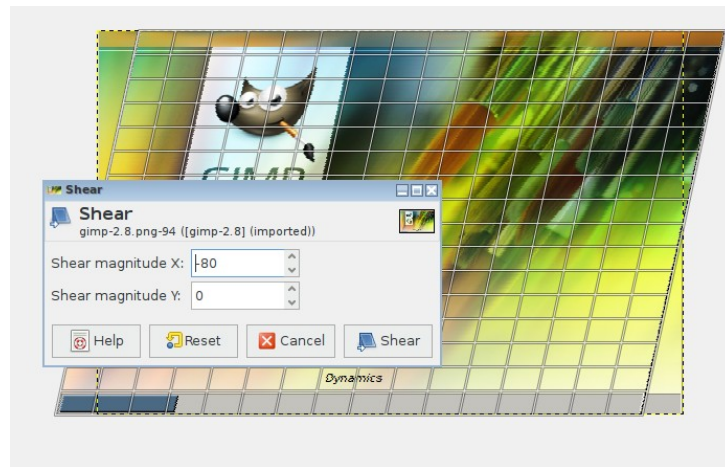 GIMP
Shear
Shear
gimp-2.8.png-94 ([gimp-2.8] (imported))
Shear magnitude X: -80
Shear magnitude Y: 0
Help Reset Cancel Shear
Dynamics